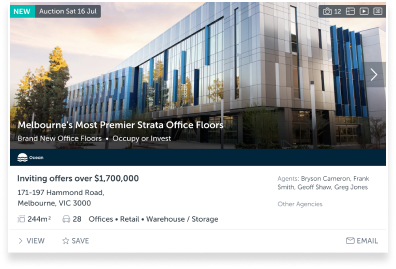 NEW Auction Sat 16 Jul 12
Melbourne's Most Premier Strata Office Floors
Brand New Office Floors • Occupy or Invest
Ocean
Inviting offers over $1,700,000
171-197 Hammond Road,
Melbourne, VIC 3000
244m² 28 Offices • Retail • Warehouse / Storage
Agents: Bryson Cameron, Frank
Smith, Geoff Shaw, Greg Jones
Other Agencies
VIEW SAVE EMAIL